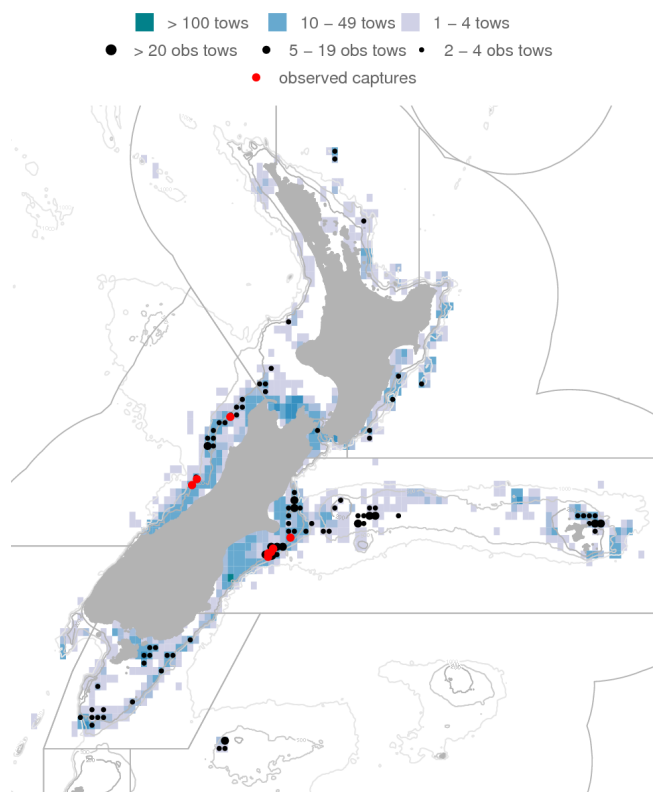 > 100 tows 10 – 49 tows 1 – 4 tows
> 20 obs tows 5 – 19 obs tows 2 – 4 obs tows
observed captures